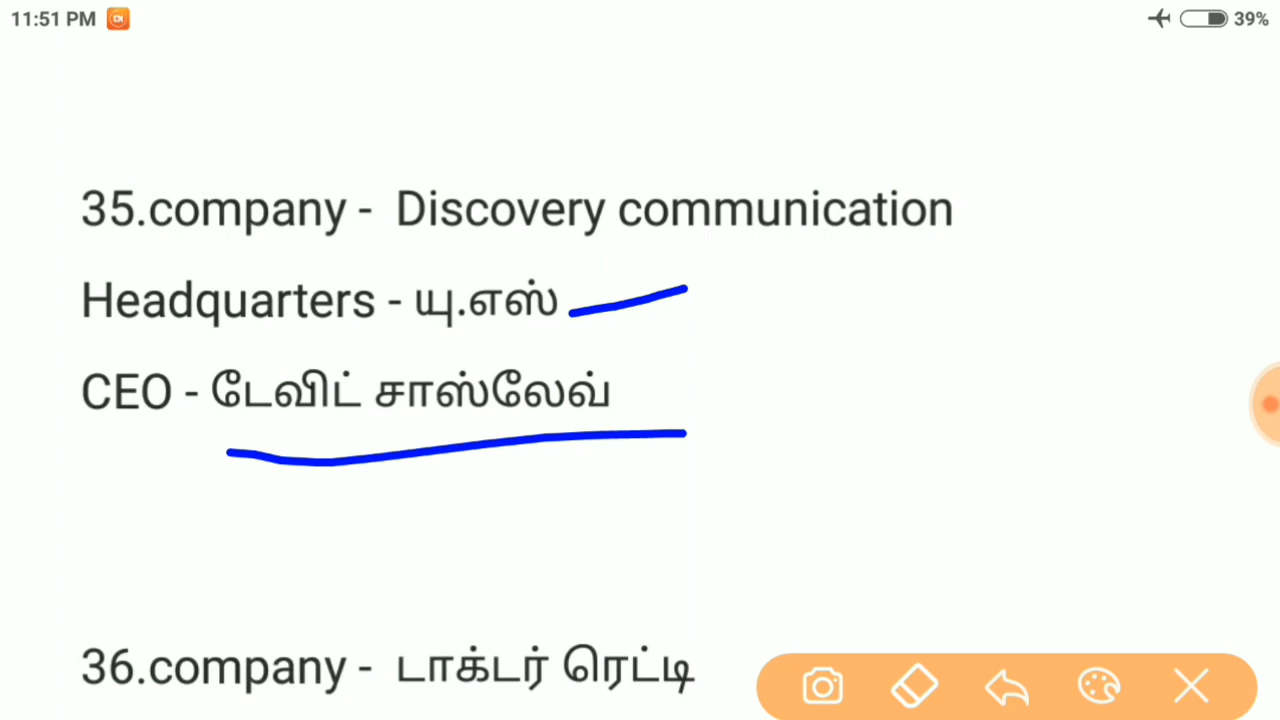 11:51 PM 39%
35.company - Discovery communication
Headquarters - யு.எஸ்
CEO - டேவிட் சாஸ்லேவ்
36.company - டாக்டர் ரெட்டி